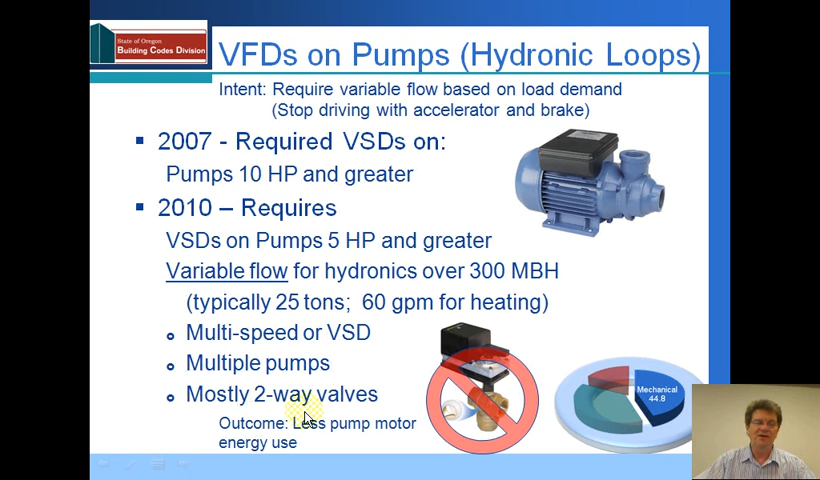 State of Oregon
Building Codes Division
VFDs on Pumps (Hydronic Loops)
Intent: Require variable flow based on load demand
(Stop driving with accelerator and brake)
2007 - Required VSDs on:
Pumps 10 HP and greater
2010 – Requires
VSDs on Pumps 5 HP and greater
Variable flow for hydronics over 300 MBH
(typically 25 tons; 60 gpm for heating)
Multi-speed or VSD
Multiple pumps
Mostly 2-way valves
Mechanical
44.8
Outcome: Less pump motor
energy use